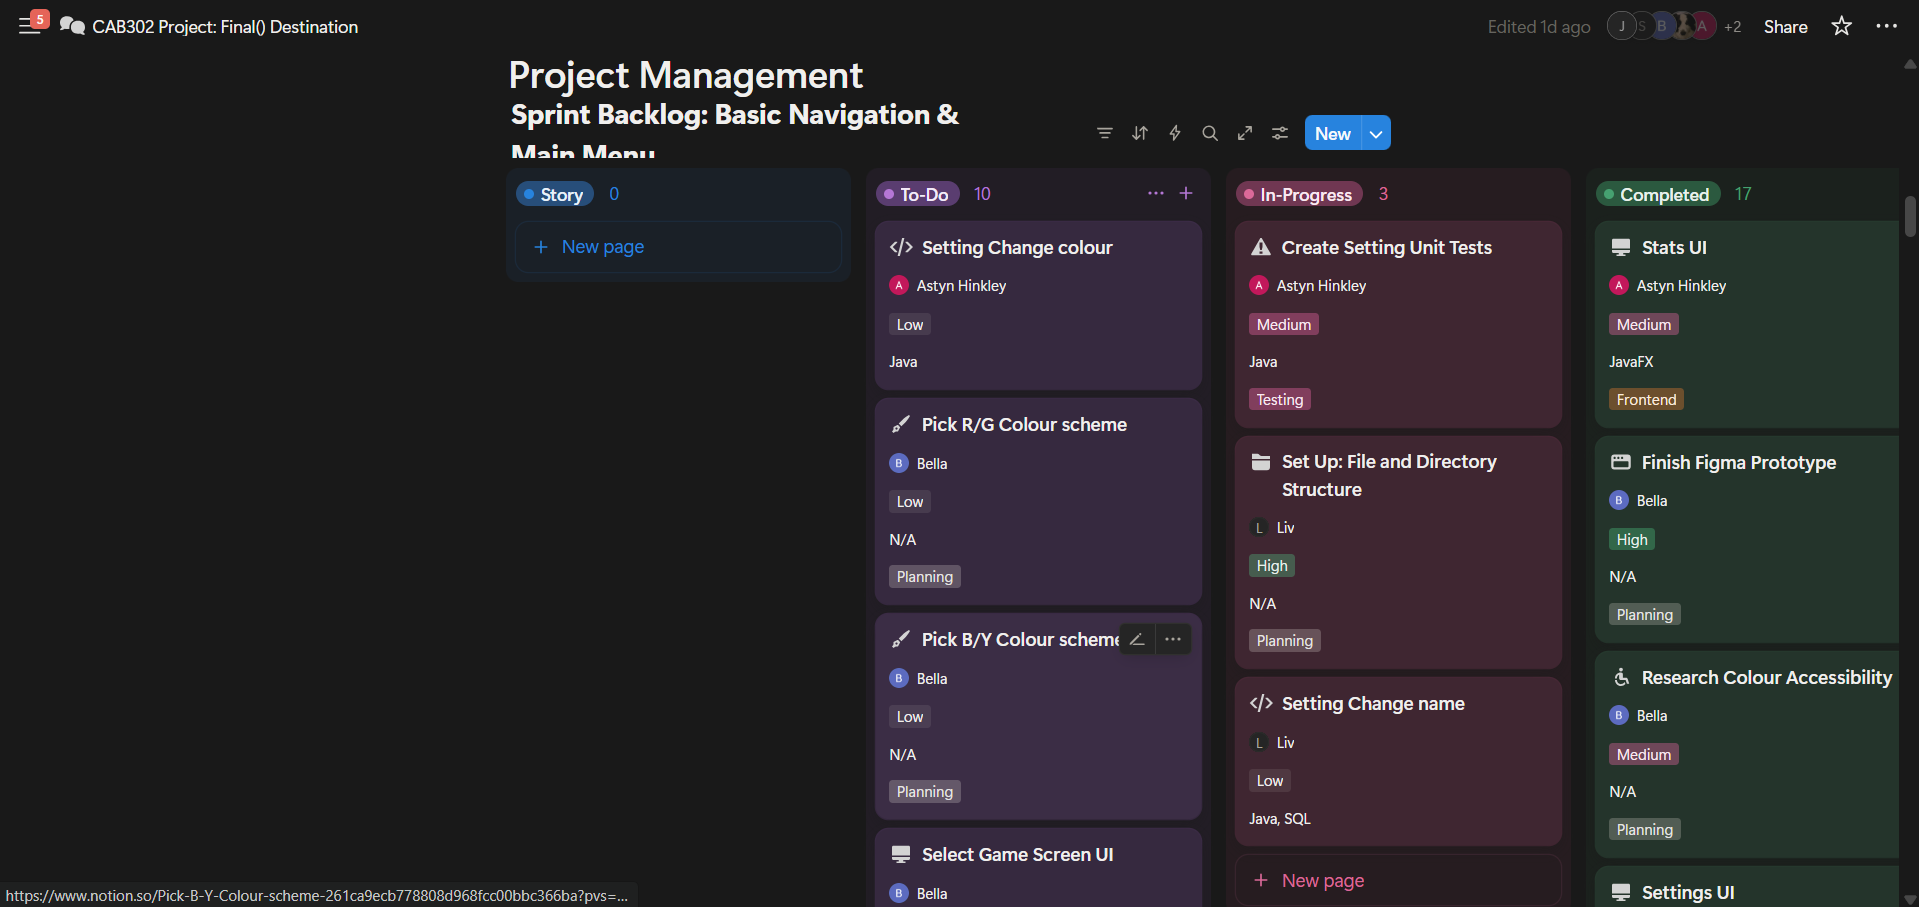 5
CAB302 Project: Final() Destination
Edited 1d ago
J
S
B
A
+2
Share
Project Management
Sprint Backlog: Basic Navigation &
Main Menu
New
Story 0
New page
To-Do 10
Setting Change colour
A Astyn Hinkley
Low
Java
Pick R/G Colour scheme
B Bella
Low
N/A
Planning
Pick B/Y Colour scheme
B Bella
Low
N/A
Planning
Select Game Screen UI
B Bella
In-Progress 3
Create Setting Unit Tests
A Astyn Hinkley
Medium
Java
Testing
Set Up: File and Directory
Structure
L Liv
High
N/A
Planning
Setting Change name
L Liv
Low
Java, SQL
New page
Completed 17
Stats UI
A Astyn Hinkley
Medium
JavaFX
Frontend
Finish Figma Prototype
B Bella
High
N/A
Planning
Research Colour Accessibility
B Bella
Medium
N/A
Planning
Settings UI
https://www.notion.so/Pick-B-Y-Colour-scheme-261ca9ecb778808d968fcc00bbc366ba?pvs=...